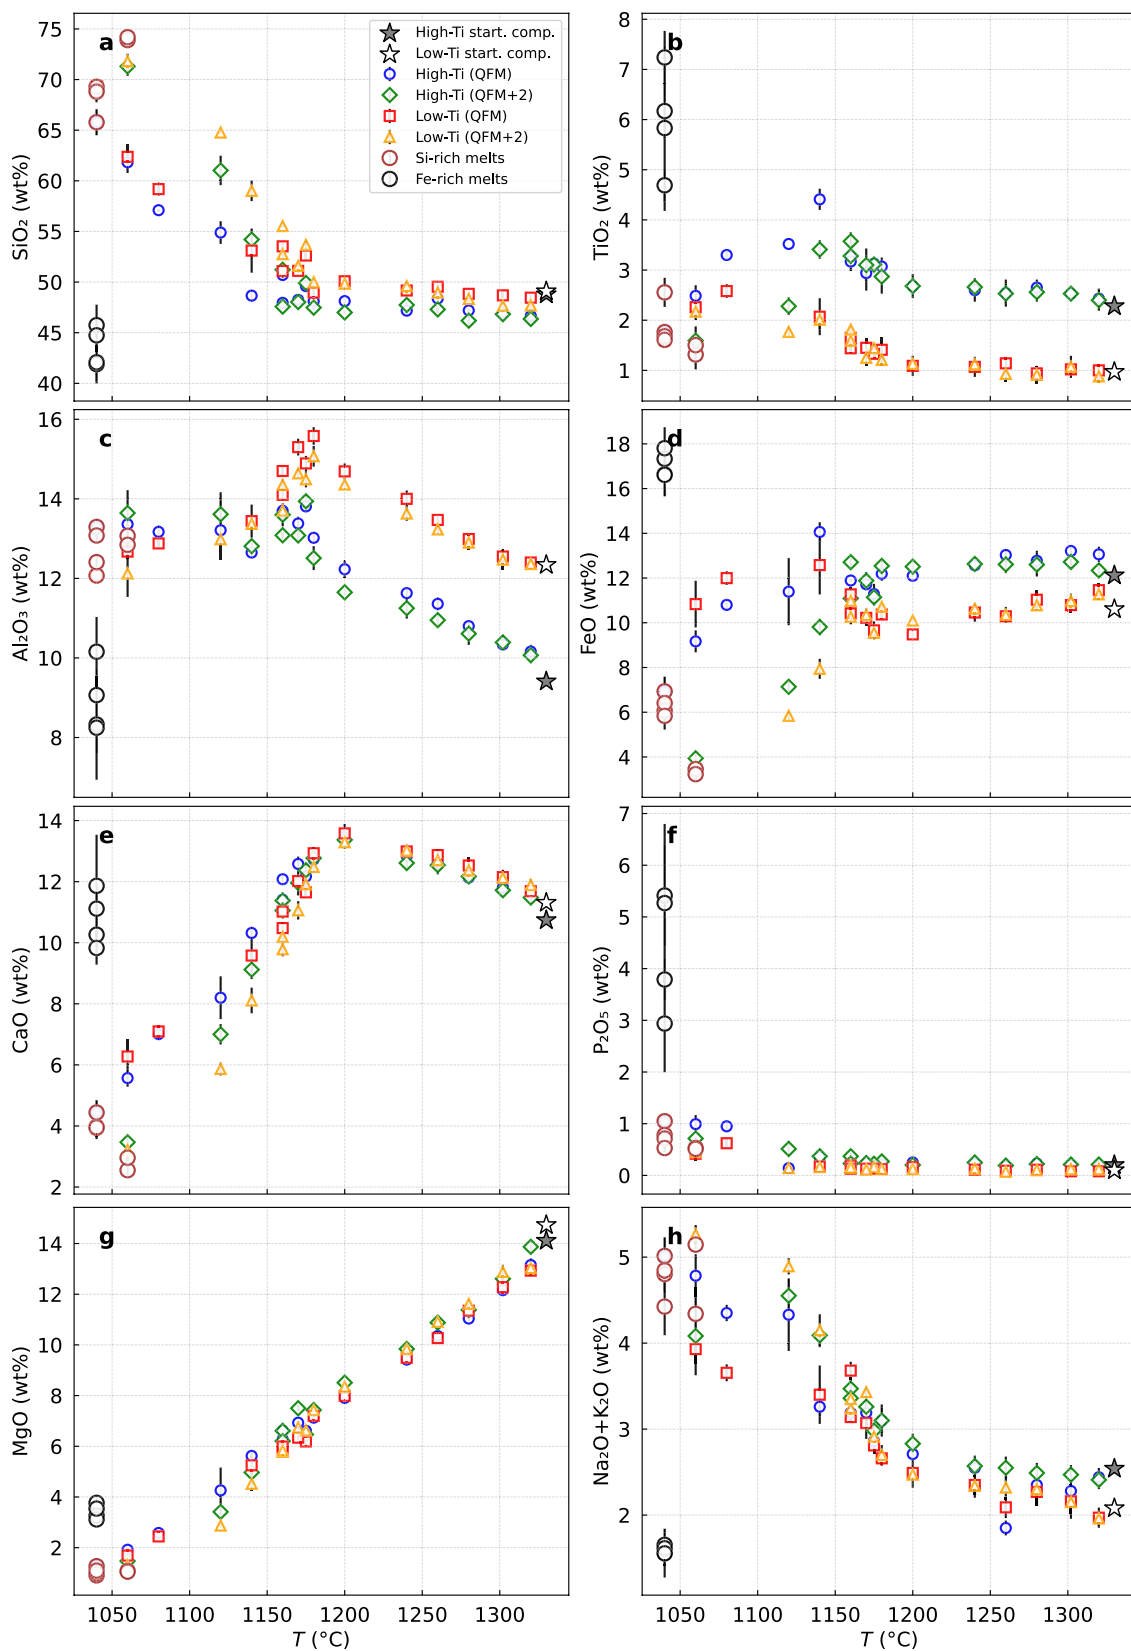 a
75
70
65
60
55
50
45
40
SiO₂ (wt%)
High-Ti start. comp.
Low-Ti start. comp.
High-Ti (QFM)
High-Ti (QFM+2)
Low-Ti (QFM)
Low-Ti (QFM+2)
Si-rich melts
Fe-rich melts
b
8
7
6
5
4
3
2
1
TiO₂ (wt%)
c
16
14
12
10
8
Al₂O₃ (wt%)
d
18
16
14
12
10
8
6
4
FeO (wt%)
e
14
12
10
8
6
4
2
CaO (wt%)
f
7
6
5
4
3
2
1
0
P₂O₅ (wt%)
g
14
12
10
8
6
4
2
MgO (wt%)
1050 1100 1150 1200 1250 1300
T (°C)
h
5
4
3
2
Na₂O+K₂O (wt%)
1050 1100 1150 1200 1250 1300
T (°C)